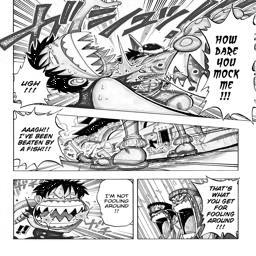 HOW
DARE
YOU
MOCK
ME
!!!
UGH
!!!
AAAGH!!
I'VE BEEN
BEATEN
BY
A FISH!!
!!
I'M NOT
FOOLING
AROUND
!!
THAT'S
WHAT YOU
GET FOR
FOOLING
AROUND
!!!